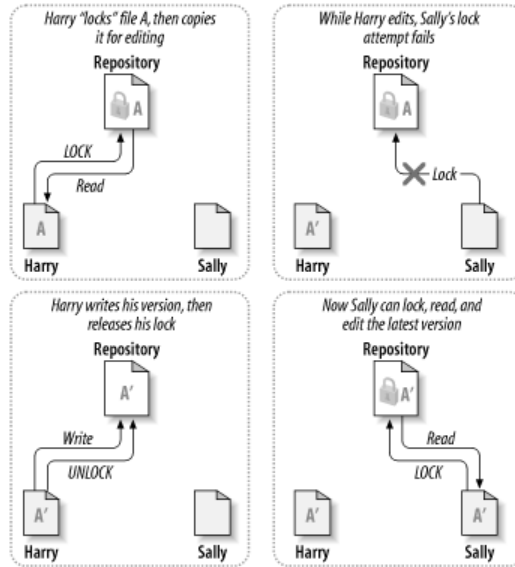 Harry “locks” file A, then copies
it for editing
Repository
A
LOCK
Read
A
Harry
Sally
While Harry edits, Sally’s lock
attempt fails
Repository
A
Lock
A′
Harry
Sally
Harry writes his version, then
releases his lock
Repository
A′
Write
UNLOCK
A′
Harry
Sally
Now Sally can lock, read, and
edit the latest version
Repository
A′
Read
LOCK
A′
A′
Harry
Sally